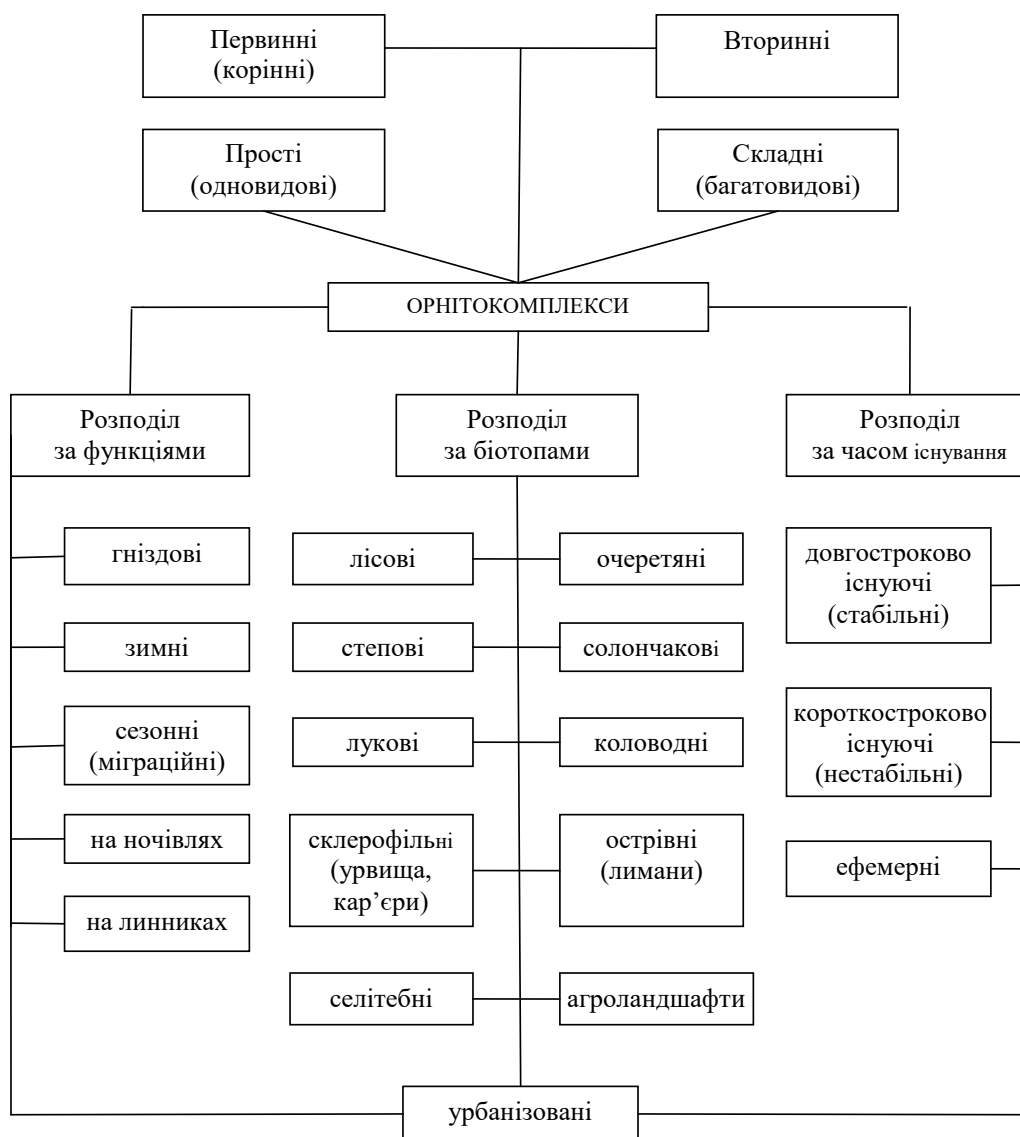 Первинні
(корінні)
Вторинні
Прості
(одновидові)
Складні
(багатовидові)
ОРНІТОКОМПЛЕКСИ
Розподіл
за функціями
Розподіл
за біотопами
Розподіл
за часом існування
гніздові
зимні
сезонні
(міграційні)
на ночівлях
на линниках
лісові
очеретяні
степові
солончакові
лукові
коловодні
склерофільні
(урвища,
кар’єри)
острівні
(лимани)
селітебні
агроландшафти
довгостроково
існуючі
(стабільні)
короткостроково
існуючі
(нестабільні)
ефемерні
урбанізовані